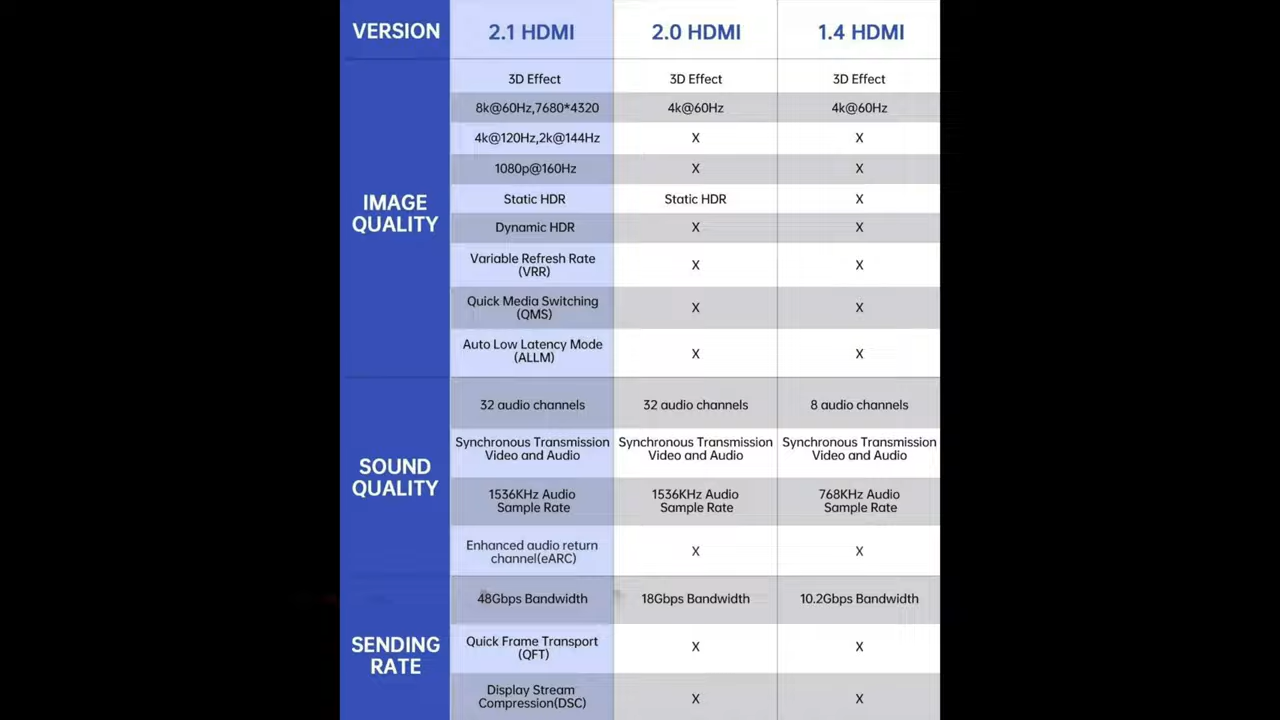 VERSION 2.1 HDMI 2.0 HDMI 1.4 HDMI
IMAGE
QUALITY
3D Effect 3D Effect 3D Effect
8k@60Hz,7680*4320 4k@60Hz 4k@60Hz
4k@120Hz,2k@144Hz X X
1080p@160Hz X X
Static HDR Static HDR X
Dynamic HDR X X
Variable Refresh Rate
(VRR) X X
Quick Media Switching
(QMS) X X
Auto Low Latency Mode
(ALLM) X X
SOUND
QUALITY
32 audio channels 32 audio channels 8 audio channels
Synchronous Transmission Synchronous Transmission Synchronous Transmission
Video and Audio Video and Audio Video and Audio
1536KHz Audio 1536KHz Audio 768KHz Audio
Sample Rate Sample Rate Sample Rate
Enhanced audio return
channel(eARC) X X
SENDING
RATE
48Gbps Bandwidth 18Gbps Bandwidth 10.2Gbps Bandwidth
Quick Frame Transport
(QFT) X X
Display Stream
Compression(DSC) X X